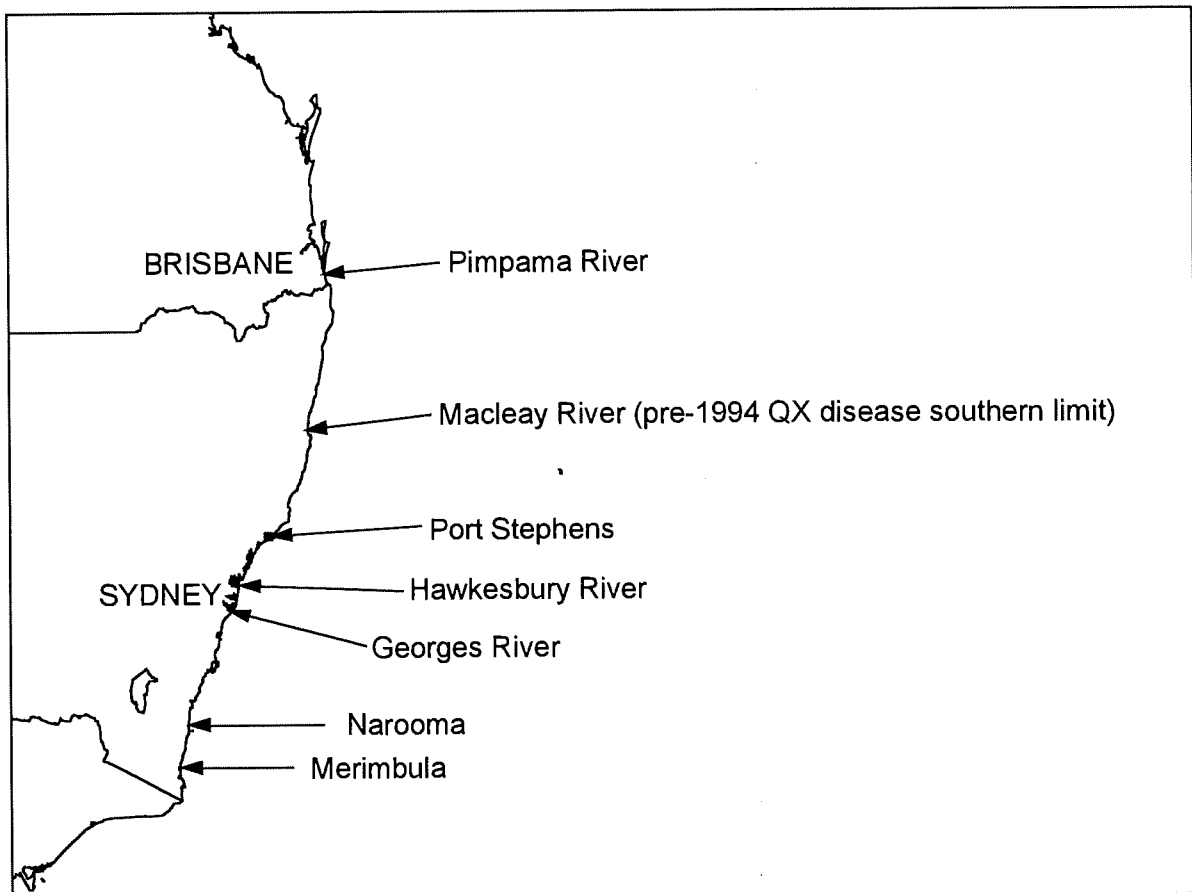 BRISBANE
Pimpama River
Macleay River (pre-1994 QX disease southern limit)
Port Stephens
SYDNEY
Hawkesbury River
Georges River
Narooma
Merimbula